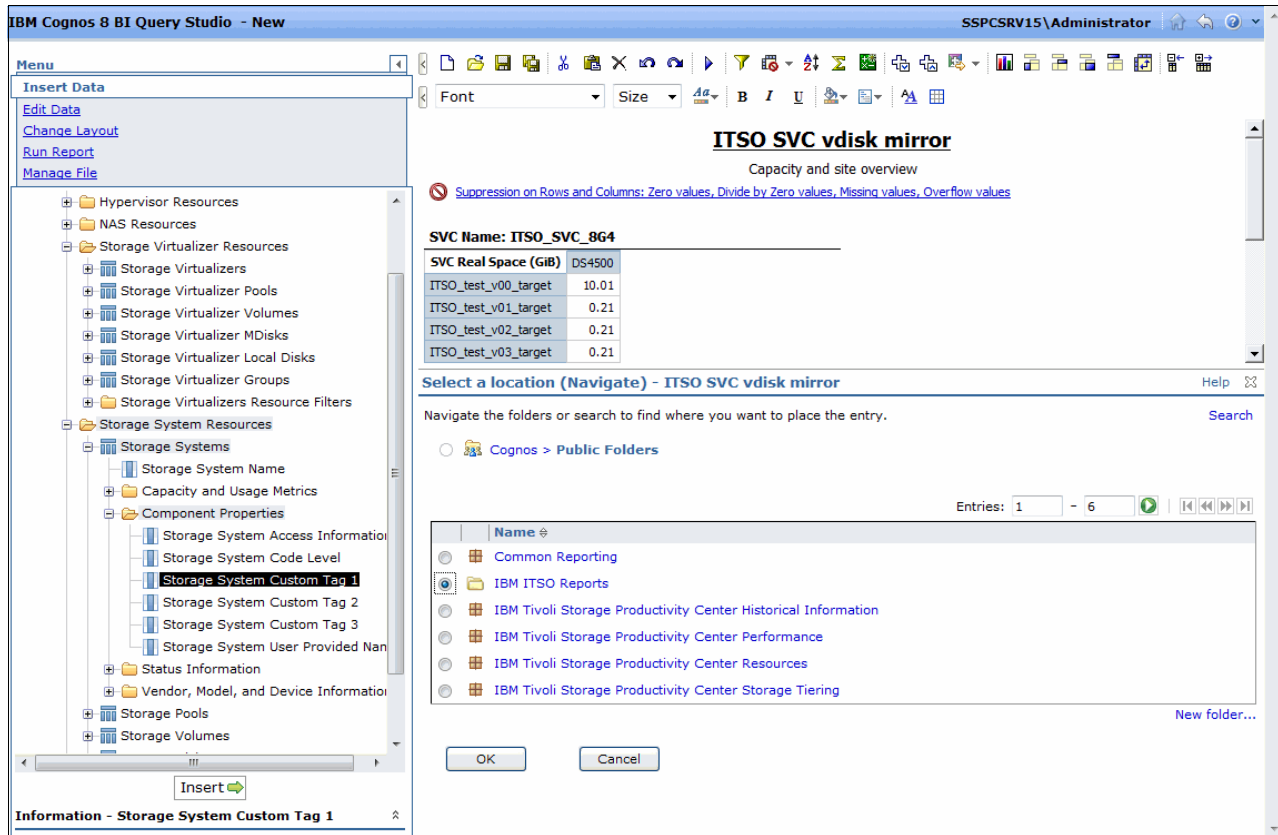 IBM Cognos 8 BI Query Studio - New
SSPCSRV15\Administrator
Menu
Insert Data
Edit Data
Change Layout
Run Report
Manage File
Hypervisor Resources
NAS Resources
Storage Virtualizer Resources
Storage Virtualizers
Storage Virtualizer Pools
Storage Virtualizer Volumes
Storage Virtualizer MDisks
Storage Virtualizer Local Disks
Storage Virtualizer Groups
Storage Virtualizers Resource Filters
Storage System Resources
Storage Systems
Storage System Name
Capacity and Usage Metrics
Component Properties
Storage System Access Information
Storage System Code Level
Storage System Custom Tag 1
Storage System Custom Tag 2
Storage System Custom Tag 3
Storage System User Provided Nan
Status Information
Vendor, Model, and Device Information
Storage Pools
Storage Volumes
Insert
Information - Storage System Custom Tag 1
Font Size B I U
ITSO SVC vdisk mirror
Capacity and site overview
Suppression on Rows and Columns: Zero values, Divide by Zero values, Missing values, Overflow values
SVC Name: ITSO_SVC_8G4
SVC Real Space (GiB) DS4500
ITSO_test_v00_target 10.01
ITSO_test_v01_target 0.21
ITSO_test_v02_target 0.21
ITSO_test_v03_target 0.21
Select a location (Navigate) - ITSO SVC vdisk mirror Help
Navigate the folders or search to find where you want to place the entry. Search
Cognos > Public Folders
Entries: 1 - 6
Name
Common Reporting
IBM ITSO Reports
IBM Tivoli Storage Productivity Center Historical Information
IBM Tivoli Storage Productivity Center Performance
IBM Tivoli Storage Productivity Center Resources
IBM Tivoli Storage Productivity Center Storage Tiering
New folder...
OK Cancel